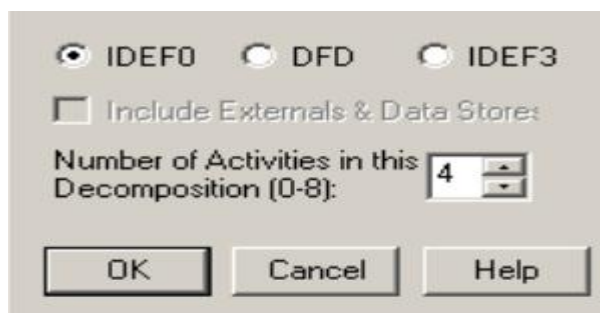 IDEF0 DFD IDEF3
Include Externals & Data Stores
Number of Activities in this
Decomposition (0-8):
4
OK Cancel Help